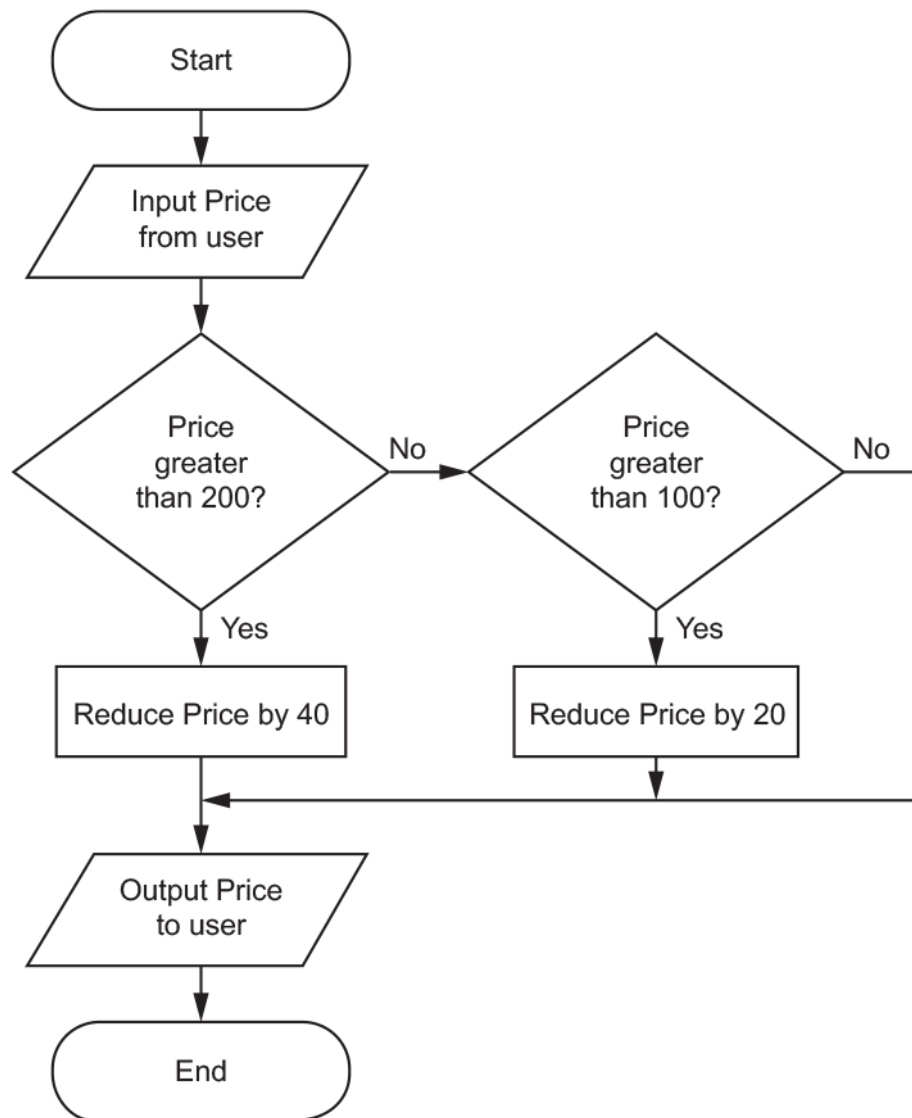 Start
Input Price
from user
Price
greater
than 200?
No
Price
greater
than 100?
No
Yes
Yes
Reduce Price by 40
Reduce Price by 20
Output Price
to user
End